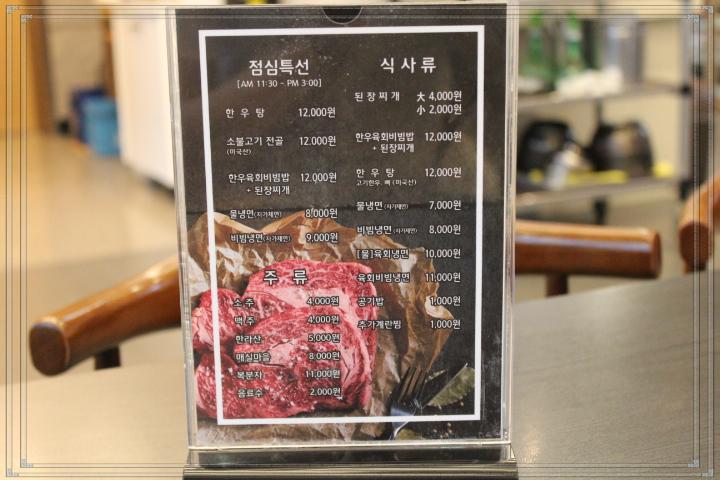 점심특선
[AM 11:30 ~ PM 3:00]
한 우 탕 12,000원
소불고기 전골 12,000원
(미국산)
한우육회비빔밥 12,000원
+ 된장찌개
물냉면(자가제면) 8,000원
비빔냉면(자가제면) 9,000원
주 류
소 주 4,000원
맥 주 4,000원
한라산 5,000원
매실마을 8,000원
복분자 11,000원
음료수 2,000원
식 사 류
된 장 찌 개 大 4,000원
小 2,000원
한우육회비빔밥 12,000원
+ 된장찌개
한 우 탕 12,000원
고기한우, 뼈 (미국산)
물냉면(자가제면) 7,000원
비빔냉면(자가제면) 8,000원
[물]육회냉면 10,000원
육회비빔냉면 11,000원
공기밥 1,000원
추가계란찜 1,000원